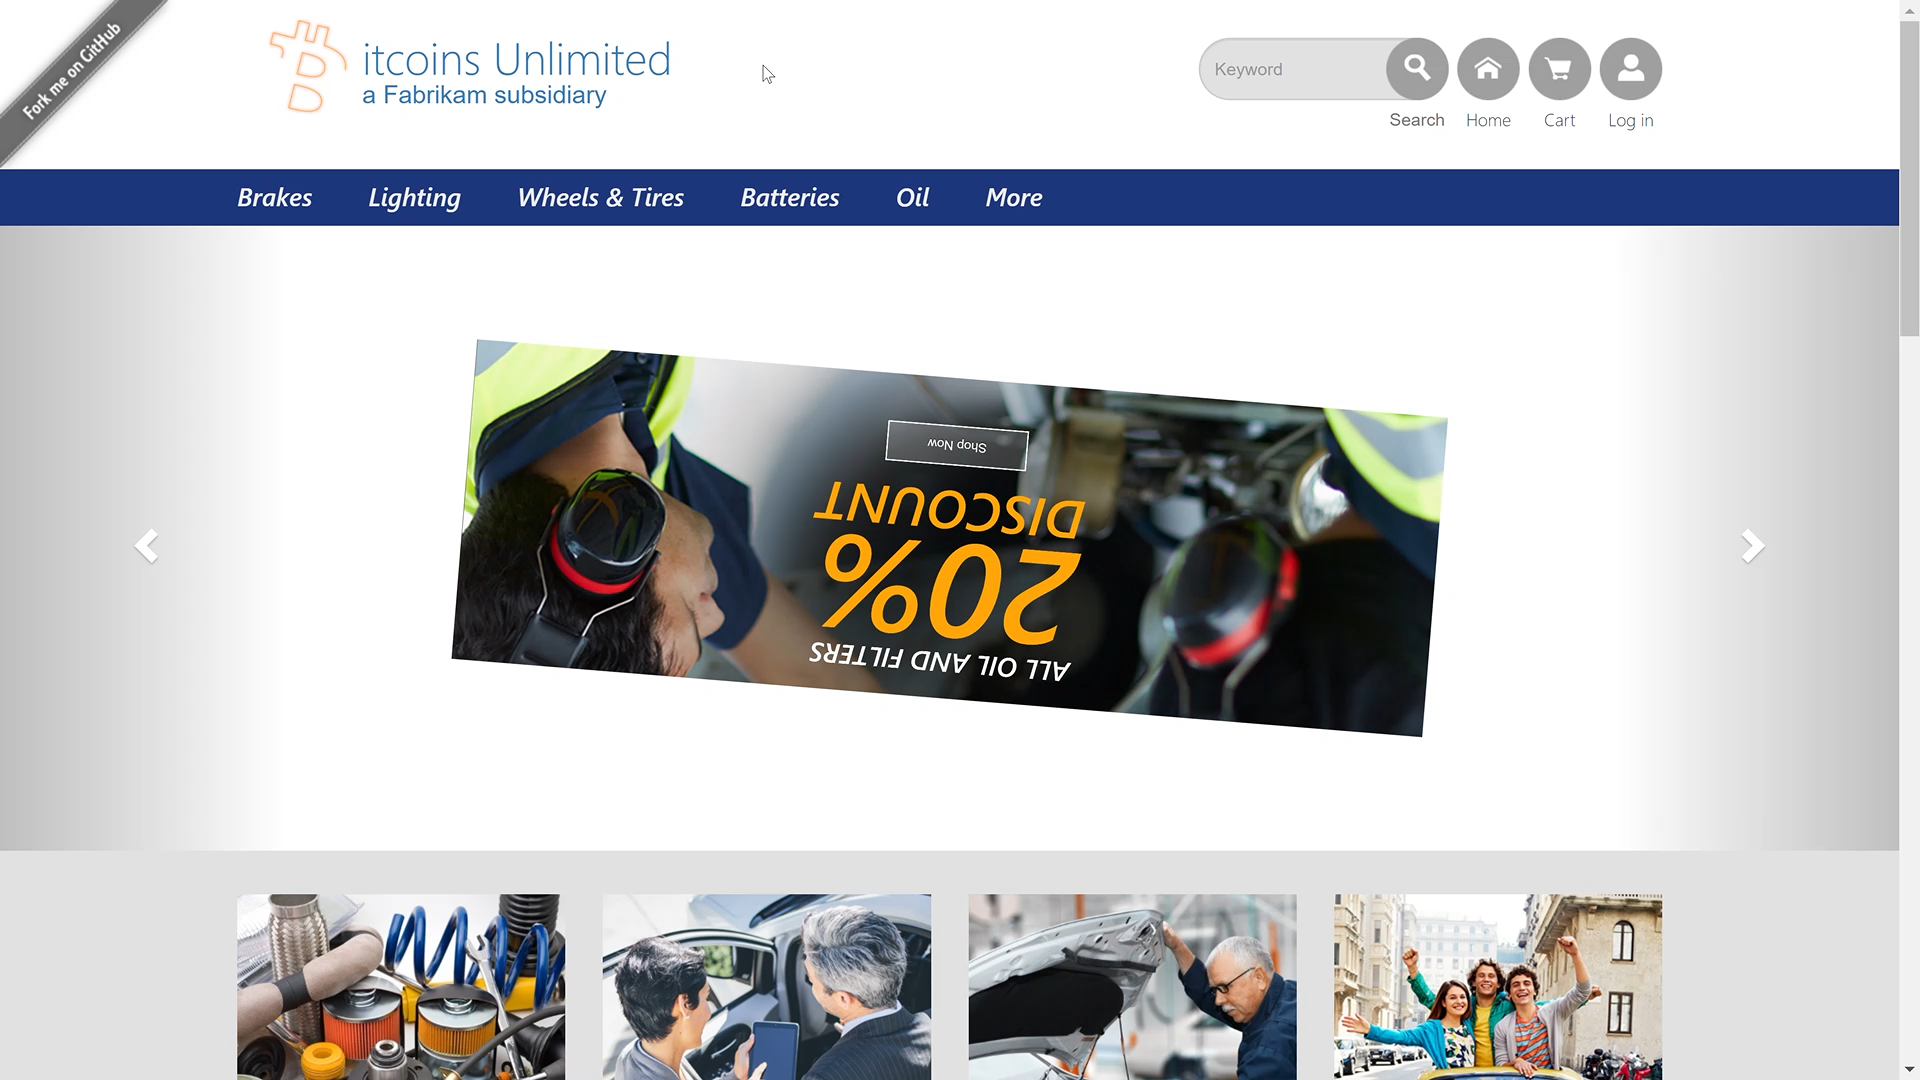 Fork me on GitHub
itcoins Unlimited
a Fabrikam subsidiary
Keyword
Search
Home
Cart
Log in
Brakes
Lighting
Wheels & Tires
Batteries
Oil
More
ALL OIL AND FILTERS
20%
DISCOUNT
Shop Now